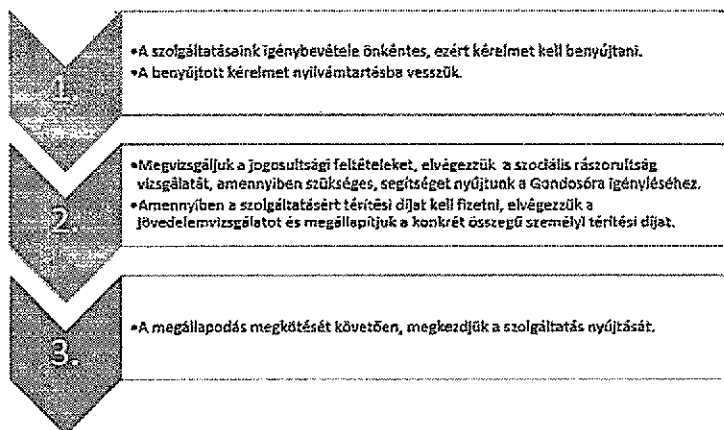 1.
•A szolgáltatásaink igénybevétele önkéntes, ezért kérelmet kell benyújtani.
•A benyújtott kérelmet nyilvántartásba vesszük.
2.
•Megvizsgáljuk a jogosultsági feltételeket, elvégezzük a szociális rászorultság
vizsgálatát, amennyiben szükséges, segítséget nyújtunk a Gondosóra igényléséhez.
•Amennyiben a szolgáltatásért térítési díjat kell fizetni, elvégezzük a
jövedelemvizsgálatot és megállapítjuk a konkrét összegű személyi térítési díjat.
3.
•A megállapodás megkötését követően, megkezdjük a szolgáltatás nyújtását.